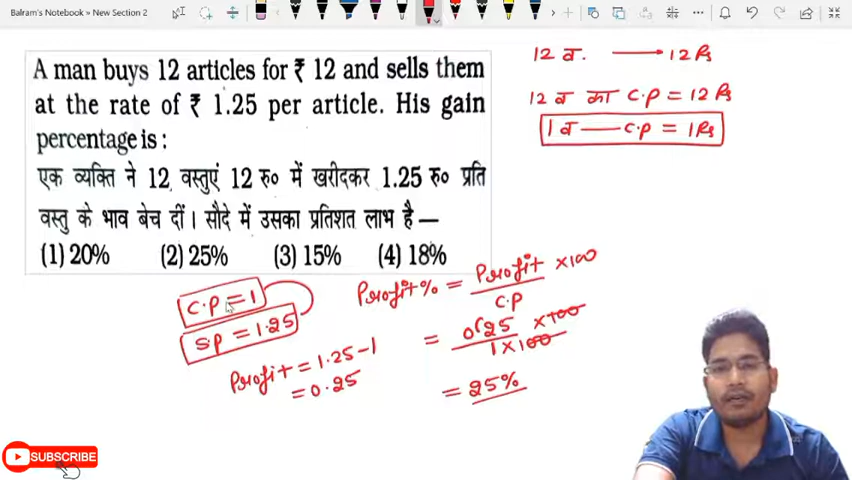 Balram's Notebook » New Section 2
A man buys 12 articles for ₹ 12 and sells them
at the rate of ₹ 1.25 per article. His gain
percentage is :
एक व्यक्ति ने 12 वस्तुएं 12 रु० में खरीदकर 1.25 रु० प्रति
वस्तु के भाव बेच दीं। सौदे में उसका प्रतिशत लाभ है –
(1) 20% (2) 25% (3) 15% (4) 18%
12 व. → 12 Rs
12 व का C.P = 12 Rs
1 व — C.P = 1 Rs
C.P = 1
S.P = 1.25
Profit = 1.25 - 1
= 0.25
Profit% = Profit/C.P × 100
= 0.25 × 100 / 1 × 100
= 25%
SUBSCRIBE